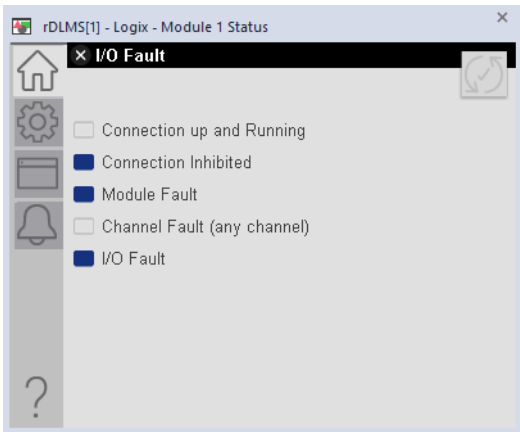 rDLMS[1] - Logix - Module 1 Status
I/O Fault
Connection up and Running
Connection Inhibited
Module Fault
Channel Fault (any channel)
I/O Fault
?